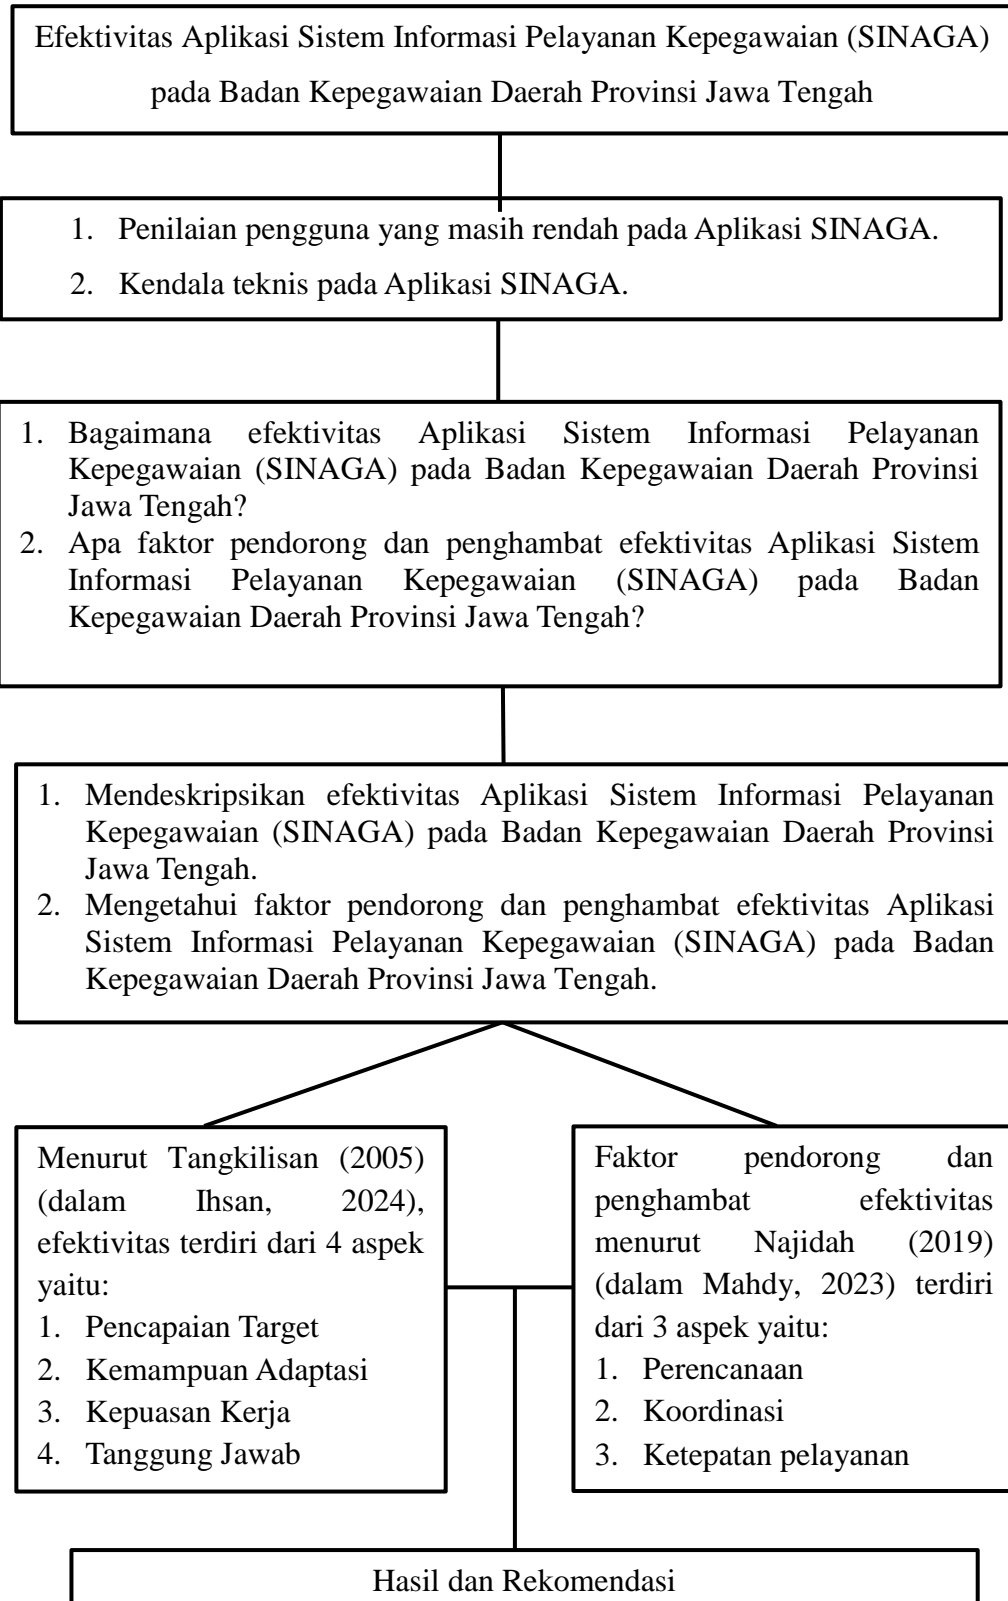 Efektivitas Aplikasi Sistem Informasi Pelayanan Kepegawaian (SINAGA)
pada Badan Kepegawaian Daerah Provinsi Jawa Tengah
1. Penilaian pengguna yang masih rendah pada Aplikasi SINAGA.
2. Kendala teknis pada Aplikasi SINAGA.
1. Bagaimana efektivitas Aplikasi Sistem Informasi Pelayanan
Kepegawaian (SINAGA) pada Badan Kepegawaian Daerah Provinsi
Jawa Tengah?
2. Apa faktor pendorong dan penghambat efektivitas Aplikasi Sistem
Informasi Pelayanan Kepegawaian (SINAGA) pada Badan
Kepegawaian Daerah Provinsi Jawa Tengah?
1. Mendeskripsikan efektivitas Aplikasi Sistem Informasi Pelayanan
Kepegawaian (SINAGA) pada Badan Kepegawaian Daerah Provinsi
Jawa Tengah.
2. Mengetahui faktor pendorong dan penghambat efektivitas Aplikasi
Sistem Informasi Pelayanan Kepegawaian (SINAGA) pada Badan
Kepegawaian Daerah Provinsi Jawa Tengah.
Menurut Tangkilisan (2005)
(dalam Ihsan, 2024),
efektivitas terdiri dari 4 aspek
yaitu:
1. Pencapaian Target
2. Kemampuan Adaptasi
3. Kepuasan Kerja
4. Tanggung Jawab
Faktor pendorong dan
penghambat efektivitas
menurut Najidah (2019)
(dalam Mahdy, 2023) terdiri
dari 3 aspek yaitu:
1. Perencanaan
2. Koordinasi
3. Ketepatan pelayanan
Hasil dan Rekomendasi